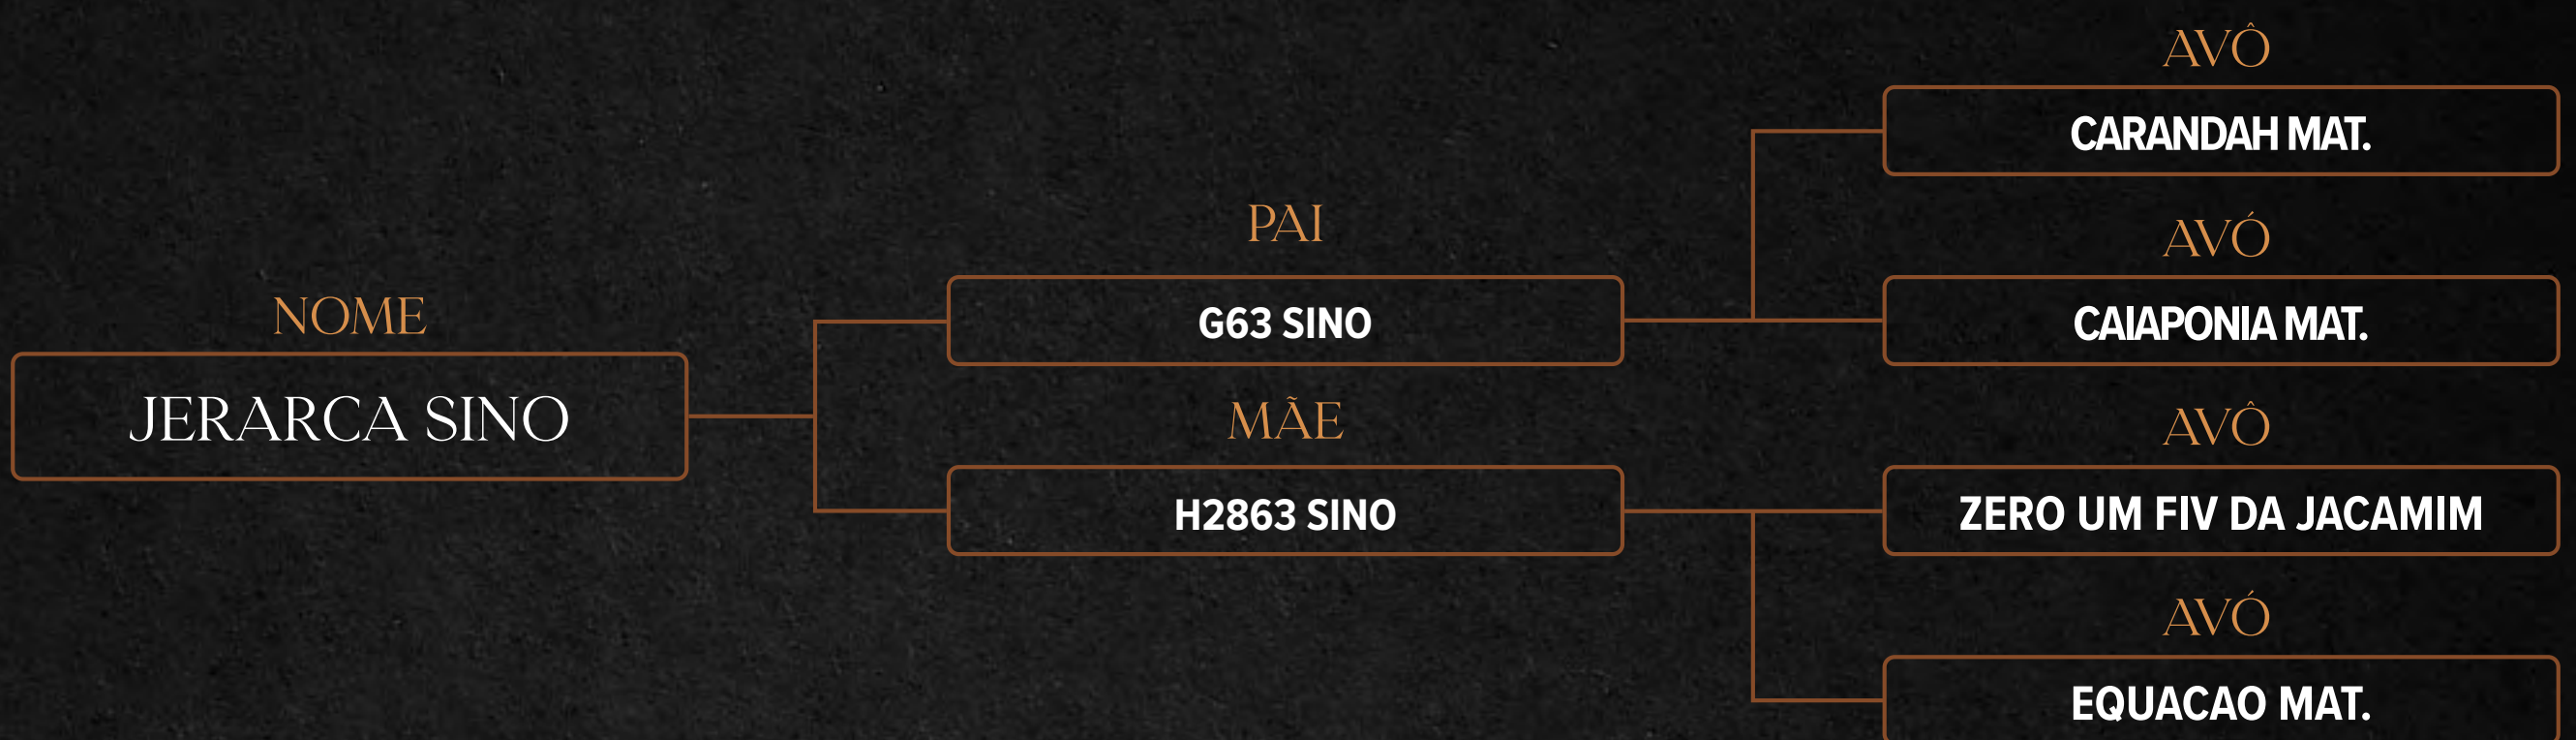 NOME
JERARCA SINO
PAI
G63 SINO
MÃE
H2863 SINO
AVÔ
CARANDAH MAT.
AVÓ
CAIAPONIA MAT.
AVÔ
ZERO UM FIV DA JACAMIM
AVÓ
EQUACAO MAT.